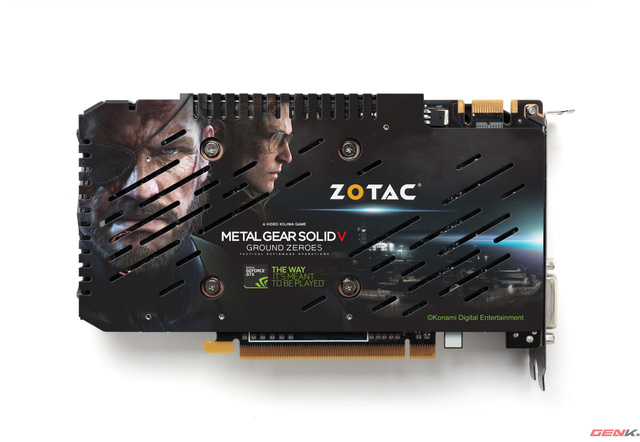 ZOTAC®
A HIDEO KOJIMA GAME
METAL GEAR SOLID V
GROUND ZEROES
TACTICAL ESPIONAGE OPERATIONS
GEFORCE
GTX
THE WAY
IT'S MEANT
TO BE PLAYED
©Konami Digital Entertainment
GENK.